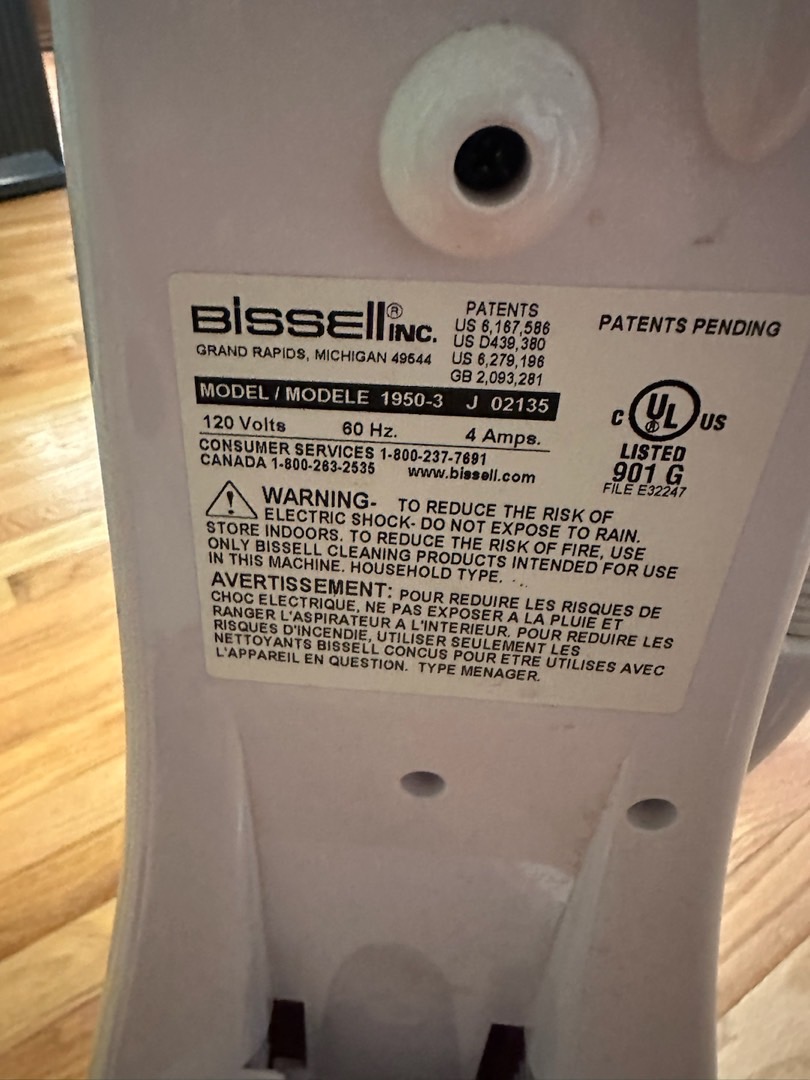 BISSELL® INC.
GRAND RAPIDS, MICHIGAN 49544
PATENTS
US 6,167,586
US D439,380
US 6,279,196
GB 2,093,281
PATENTS PENDING
MODEL / MODELE 1950-3 J 02135
120 Volts 60 Hz. 4 Amps.
CONSUMER SERVICES 1-800-237-7691
CANADA 1-800-263-2535 www.bissell.com
C UL US
LISTED
901 G
FILE E32247
WARNING- TO REDUCE THE RISK OF
ELECTRIC SHOCK- DO NOT EXPOSE TO RAIN.
STORE INDOORS. TO REDUCE THE RISK OF FIRE, USE
ONLY BISSELL CLEANING PRODUCTS INTENDED FOR USE
IN THIS MACHINE. HOUSEHOLD TYPE.
AVERTISSEMENT: POUR REDUIRE LES RISQUES DE
CHOC ELECTRIQUE, NE PAS EXPOSER A LA PLUIE ET
RANGER L'ASPIRATEUR A L'INTERIEUR. POUR REDUIRE LES
RISQUES D'INCENDIE, UTILISER SEULEMENT LES
NETTOYANTS BISSELL CONCUS POUR ETRE UTILISES AVEC
L'APPAREIL EN QUESTION. TYPE MENAGER.